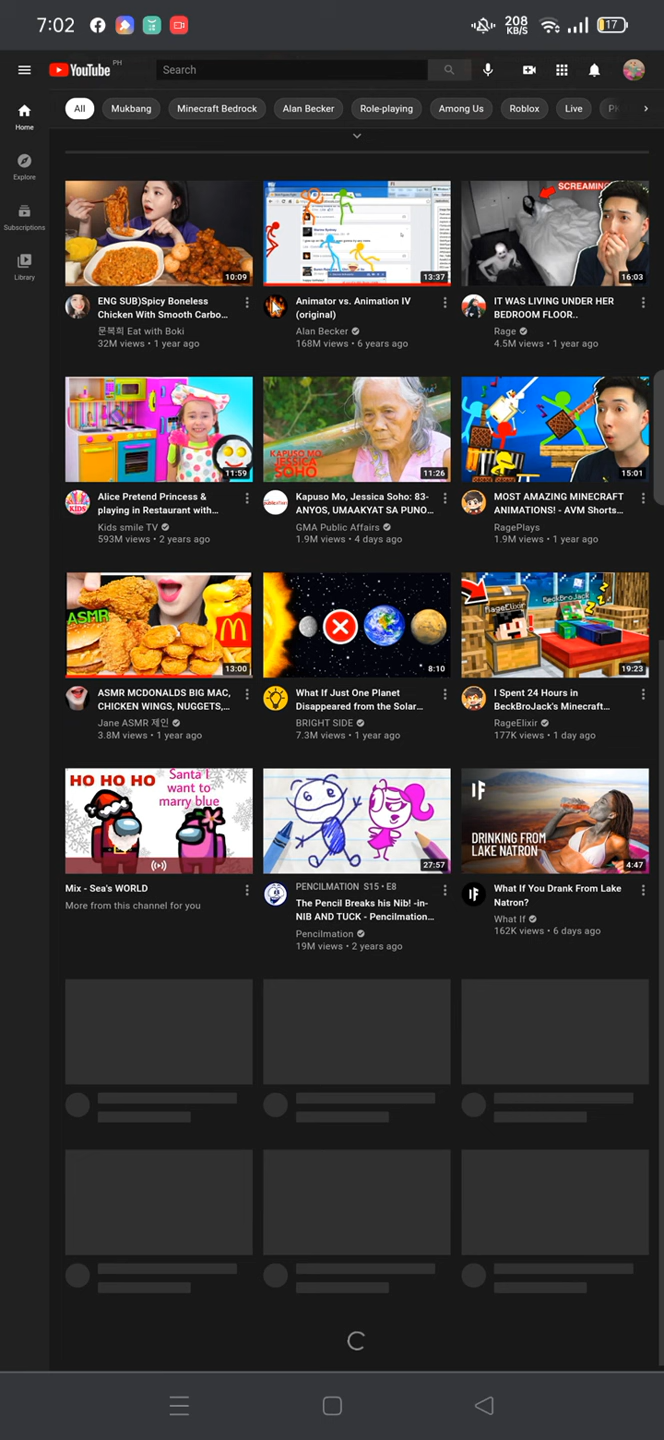 7:02
208
KB/S
17
YouTube
PH
Search
All
Mukbang
Minecraft Bedrock
Alan Becker
Role-playing
Among Us
Roblox
Live
Home
Explore
Subscriptions
Library
10:09
13:37
SCREAMING
16:03
ENG SUB)Spicy Boneless
Chicken With Smooth Carbo…
문복희 Eat with Boki
32M views • 1 year ago
Animator vs. Animation IV
(original)
Alan Becker
168M views • 6 years ago
IT WAS LIVING UNDER HER
BEDROOM FLOOR..
Rage
4.5M views • 1 year ago
11:59
KAPUSO MO,
JESSICA
SOHO
11:26
15:01
Alice Pretend Princess &
playing in Restaurant with…
Kids smile TV
593M views • 2 years ago
Kapuso Mo, Jessica Soho: 83-
ANYOS, UMAAKYAT SA PUNO…
GMA Public Affairs
1.9M views • 4 days ago
MOST AMAZING MINECRAFT
ANIMATIONS! - AVM Shorts…
RagePlays
1.9M views • 1 year ago
ASMR
13:00
8:10
RageElixir
BeckBroJack
19:23
ASMR MCDONALDS BIG MAC,
CHICKEN WINGS, NUGGETS,…
Jane ASMR 제인
3.8M views • 1 year ago
What If Just One Planet
Disappeared from the Solar…
BRIGHT SIDE
7.3M views • 1 year ago
I Spent 24 Hours in
BeckBroJack's Minecraft…
RageElixir
177K views • 1 day ago
HO HO HO
Santa I
want to
marry blue
27:57
IF
DRINKING FROM
LAKE NATRON
4:47
Mix - Sea's WORLD
More from this channel for you
PENCILMATION S15 • E8
The Pencil Breaks his Nib! -in-
NIB AND TUCK - Pencilmation…
Pencilmation
19M views • 2 years ago
What If You Drank From Lake
Natron?
What If
162K views • 6 days ago